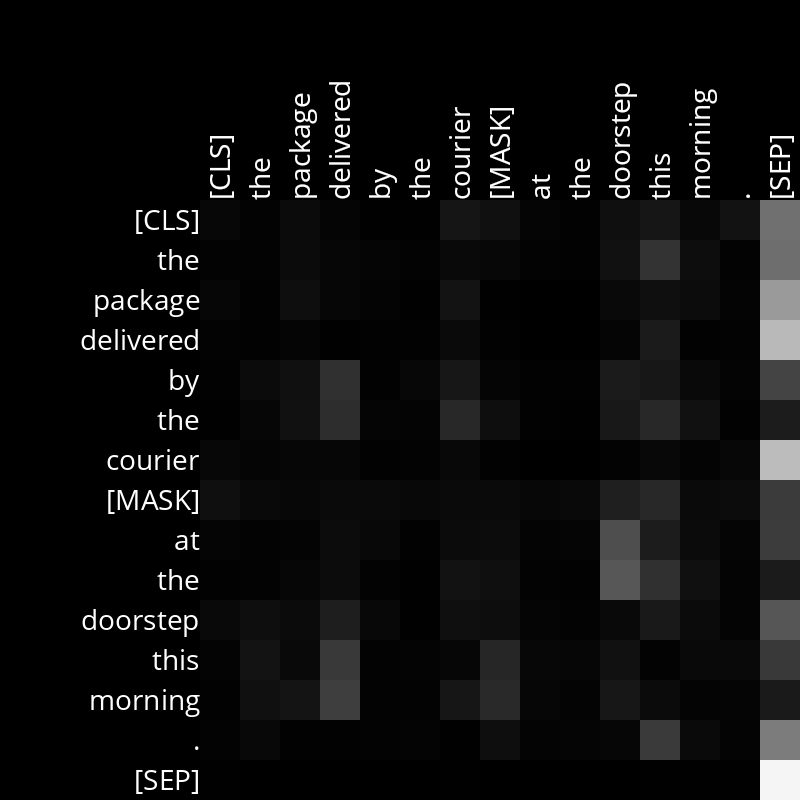 [CLS]
the
package
delivered
by
the
courier
[MASK]
at
the
doorstep
this
morning
.
[SEP]
[CLS]
the
package
delivered
by
the
courier
[MASK]
at
the
doorstep
this
morning
.
[SEP]